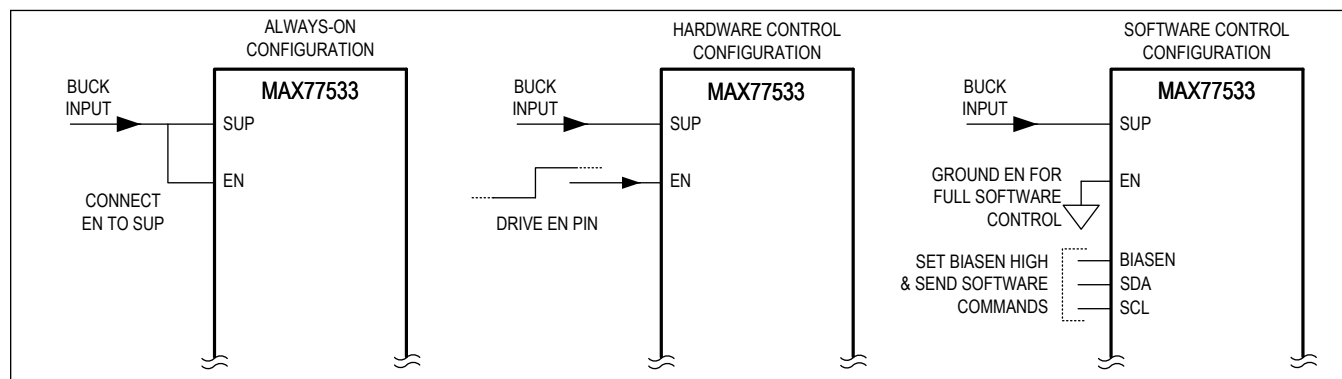 ALWAYS-ON
CONFIGURATION
BUCK
INPUT
MAX77533
SUP
EN
CONNECT
EN TO SUP
HARDWARE CONTROL
CONFIGURATION
BUCK
INPUT
MAX77533
SUP
EN
DRIVE EN PIN
SOFTWARE CONTROL
CONFIGURATION
BUCK
INPUT
MAX77533
SUP
EN
GROUND EN FOR
FULL SOFTWARE
CONTROL
SET BIASEN HIGH
& SEND SOFTWARE
COMMANDS
BIASEN
SDA
SCL